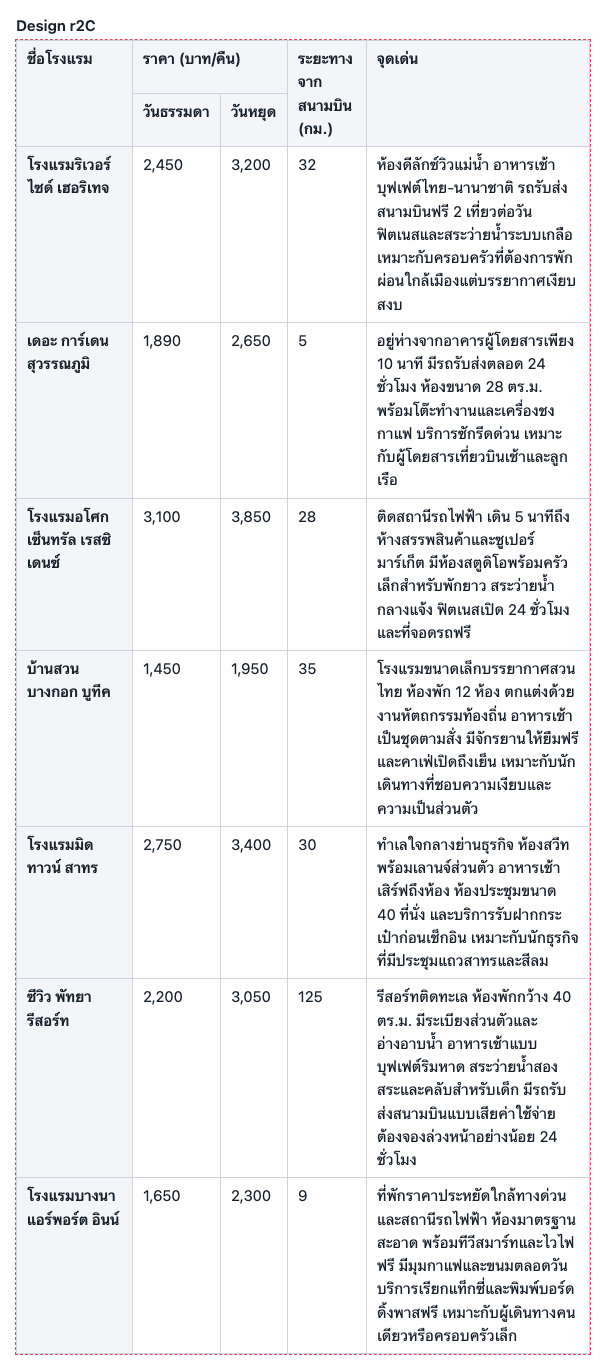 Design r2C
ชื่อโรงแรม
ราคา (บาท/คืน)
ระยะทาง
จาก
สนามบิน
(กม.)
จุดเด่น
วันธรรมดา
วันหยุด
โรงแรมริเวอร์
ไซด์ เฮอริเทจ
2,450
3,200
32
ห้องดีลักซ์วิวแม่น้ำ อาหารเช้า
บุฟเฟต์ไทย-นานาชาติ รถรับส่ง
สนามบินฟรี 2 เที่ยวต่อวัน
ฟิตเนสและสระว่ายน้ำระบบเกลือ
เหมาะกับครอบครัวที่ต้องการพัก
ผ่อนใกล้เมืองแต่บรรยากาศเงียบ
สงบ
เดอะ การ์เดน
สุวรรณภูมิ
1,890
2,650
5
อยู่ห่างจากอาคารผู้โดยสารเพียง
10 นาที มีรถรับส่งตลอด 24
ชั่วโมง ห้องขนาด 28 ตร.ม.
พร้อมโต๊ะทำงานและเครื่องชง
กาแฟ บริการซักรีดด่วน เหมาะ
กับผู้โดยสารเที่ยวบินเช้าและลูก
เรือ
โรงแรมอโศก
เซ็นทรัล เรสซิ
เดนซ์
3,100
3,850
28
ติดสถานีรถไฟฟ้า เดิน 5 นาทีถึง
ห้างสรรพสินค้าและซูเปอร์
มาร์เก็ต มีห้องสตูดิโอพร้อมครัว
เล็กสำหรับพักยาว สระว่ายน้ำ
กลางแจ้ง ฟิตเนสเปิด 24 ชั่วโมง
และที่จอดรถฟรี
บ้านสวน
บางกอก บูทีค
1,450
1,950
35
โรงแรมขนาดเล็กบรรยากาศสวน
ไทย ห้องพัก 12 ห้อง ตกแต่งด้วย
งานหัตถกรรมท้องถิ่น อาหารเช้า
เป็นชุดตามสั่ง มีจักรยานให้ยืมฟรี
และคาเฟ่เปิดถึงเย็น เหมาะกับนัก
เดินทางที่ชอบความเงียบและ
ความเป็นส่วนตัว
โรงแรมมิด
ทาวน์ สาทร
2,750
3,400
30
ทำเลใจกลางย่านธุรกิจ ห้องสวีท
พร้อมเลานจ์ส่วนตัว อาหารเช้า
เสิร์ฟถึงห้อง ห้องประชุมขนาด
40 ที่นั่ง และบริการรับฝากกระ
เป๋าก่อนเช็กอิน เหมาะกับนักธุรกิจ
ที่มีประชุมแถวสาทรและสีลม
ซีวิว พัทยา
รีสอร์ท
2,200
3,050
125
รีสอร์ทติดทะเล ห้องพักกว้าง 40
ตร.ม. มีระเบียงส่วนตัวและ
อ่างอาบน้ำ อาหารเช้าแบบ
บุฟเฟต์ริมหาด สระว่ายน้ำสอง
สระและคลับสำหรับเด็ก มีรถรับ
ส่งสนามบินแบบเสียค่าใช้จ่าย
ต้องจองล่วงหน้าอย่างน้อย 24
ชั่วโมง
โรงแรมบางนา
แอร์พอร์ต อินน์
1,650
2,300
9
ที่พักราคาประหยัดใกล้ทางด่วน
และสถานีรถไฟฟ้า ห้องมาตรฐาน
สะอาด พร้อมทีวีสมาร์ทและไวไฟ
ฟรี มีมุมกาแฟและขนมตลอดวัน
บริการเรียกแท็กซี่และพิมพ์บอร์ด
ดิ้งพาสฟรี เหมาะกับผู้เดินทางคน
เดียวหรือครอบครัวเล็ก